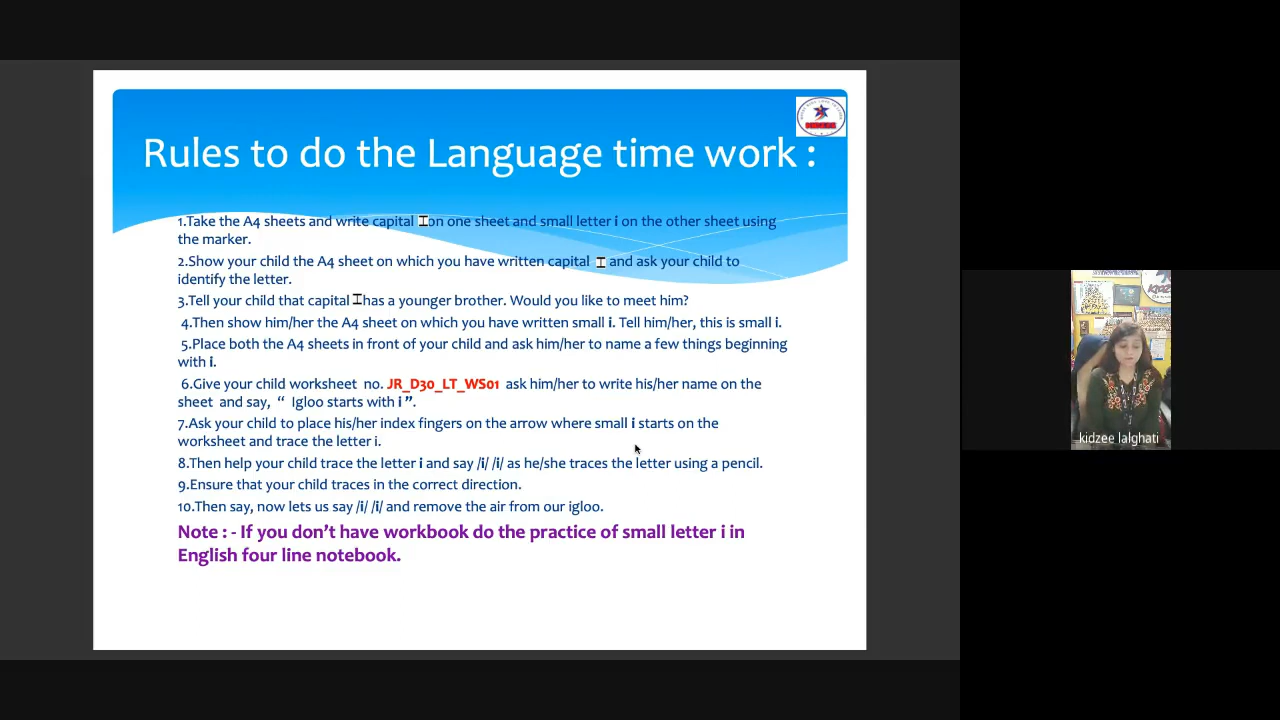 Rules to do the Language time work :
1.Take the A4 sheets and write capital I on one sheet and small letter i on the other sheet using
the marker.
2.Show your child the A4 sheet on which you have written capital I and ask your child to
identify the letter.
3.Tell your child that capital I has a younger brother. Would you like to meet him?
4.Then show him/her the A4 sheet on which you have written small i. Tell him/her, this is small i.
5.Place both the A4 sheets in front of your child and ask him/her to name a few things beginning
with i.
6.Give your child worksheet no. JR_D30_LT_WS01 ask him/her to write his/her name on the
sheet and say, “ Igloo starts with i ”.
7.Ask your child to place his/her index fingers on the arrow where small i starts on the
worksheet and trace the letter i.
8.Then help your child trace the letter i and say /i/ /i/ as he/she traces the letter using a pencil.
9.Ensure that your child traces in the correct direction.
10.Then say, now lets us say /i/ /i/ and remove the air from our igloo.
Note : - If you don’t have workbook do the practice of small letter i in
English four line notebook.
kidzee lalghati